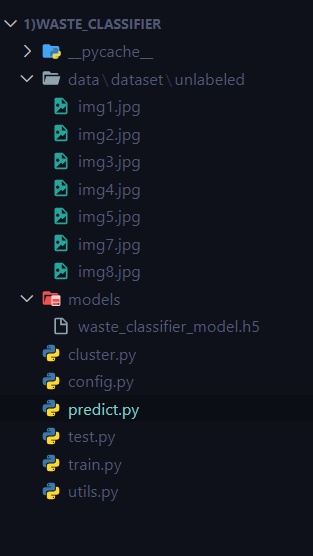 1)WASTE_CLASSIFIER
__pycache__
data\dataset\unlabeled
img1.jpg
img2.jpg
img3.jpg
img4.jpg
img5.jpg
img7.jpg
img8.jpg
models
waste_classifier_model.h5
cluster.py
config.py
predict.py
test.py
train.py
utils.py